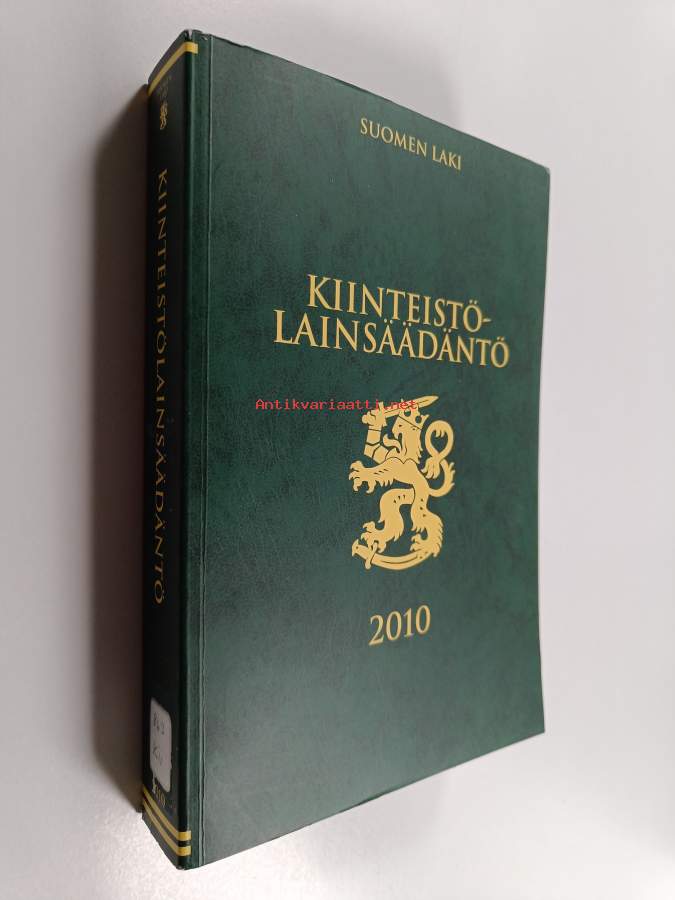 SUOMEN LAKI
KIINTEISTÖ-
LAINSÄÄDÄNTÖ
Antikvariaatti.net
2010
KIINTEISTÖLAINSÄÄDÄNTÖ